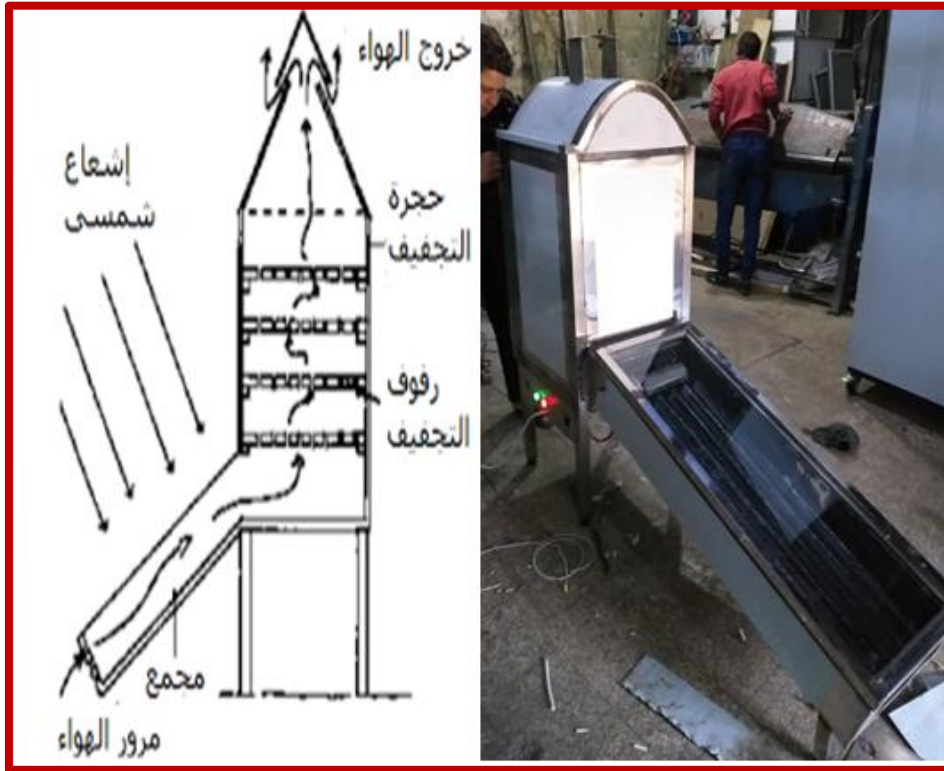 خروج الهواء
إشعاع
شمسى
حجرة
التجفيف
رفوف
التجفيف
مجمع
مرور الهواء